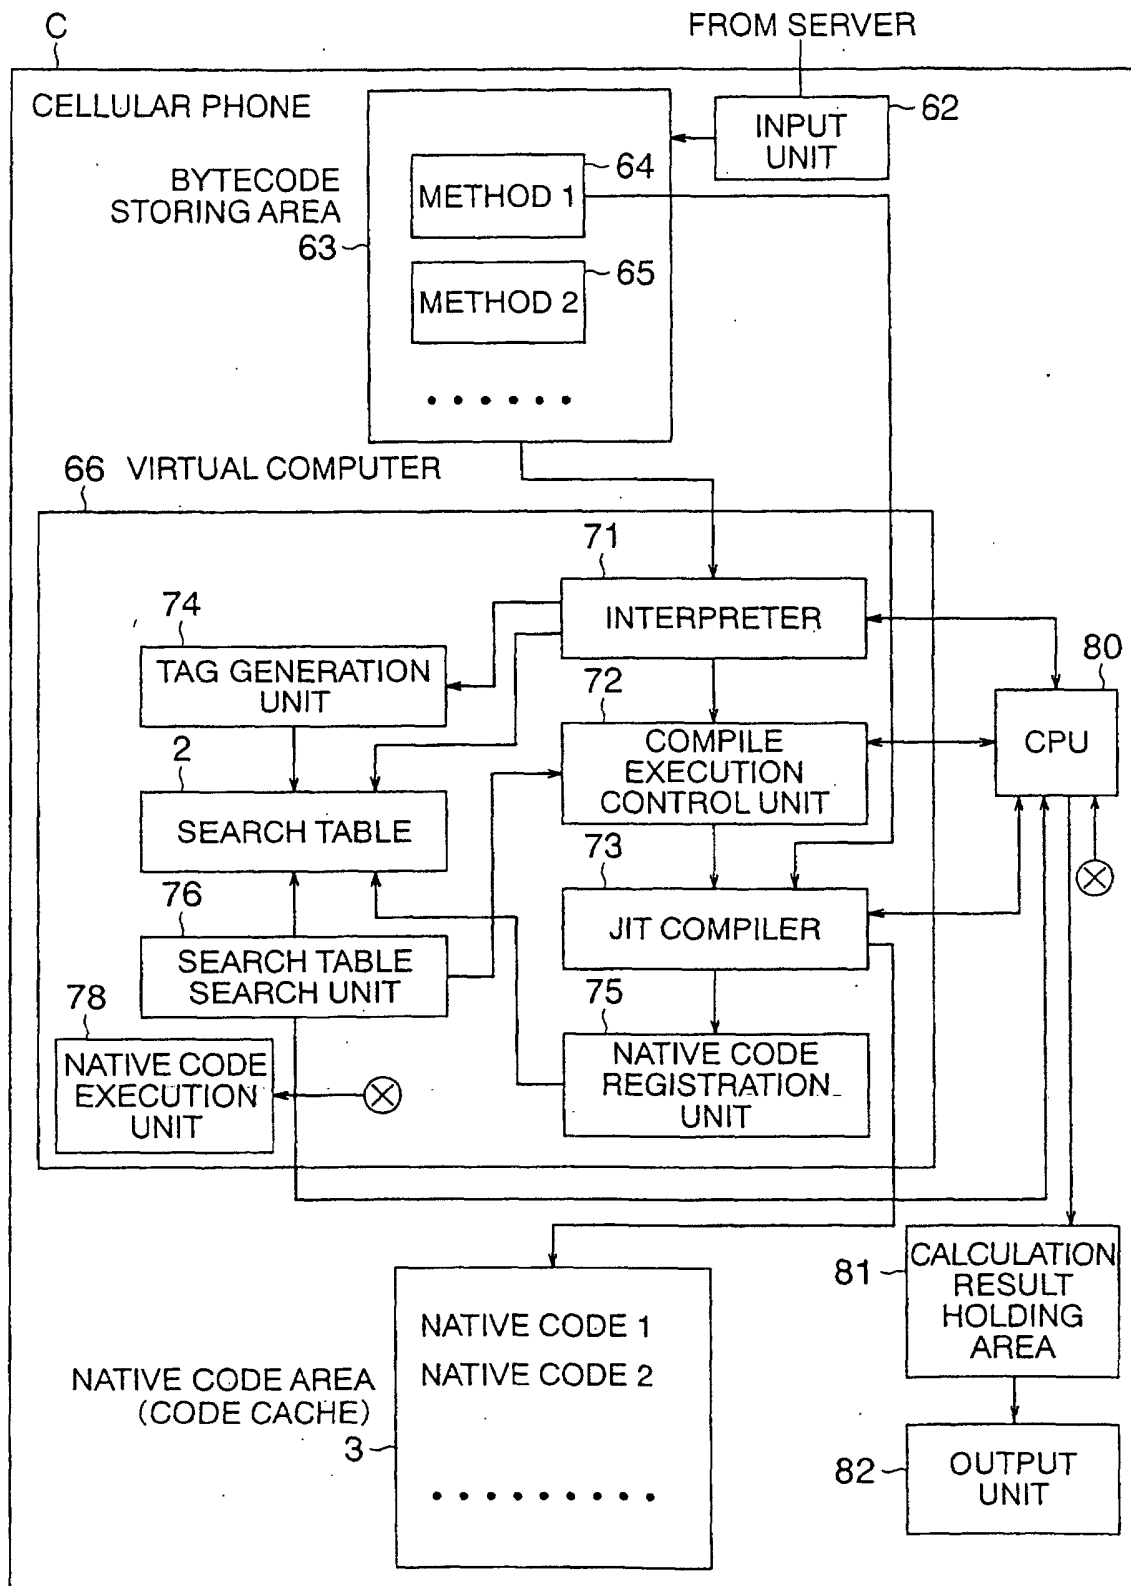 C
FROM SERVER
CELLULAR PHONE
INPUT
UNIT
62
BYTECODE
STORING AREA
63
METHOD 1
64
METHOD 2
65
66 VIRTUAL COMPUTER
71
INTERPRETER
74
TAG GENERATION
UNIT
72
COMPILE
EXECUTION
CONTROL UNIT
80
CPU
2
SEARCH TABLE
73
JIT COMPILER
76
SEARCH TABLE
SEARCH UNIT
75
NATIVE CODE
REGISTRATION
UNIT
78
NATIVE CODE
EXECUTION
UNIT
81
CALCULATION
RESULT
HOLDING
AREA
NATIVE CODE AREA
(CODE CACHE)
3
NATIVE CODE 1
NATIVE CODE 2
82
OUTPUT
UNIT